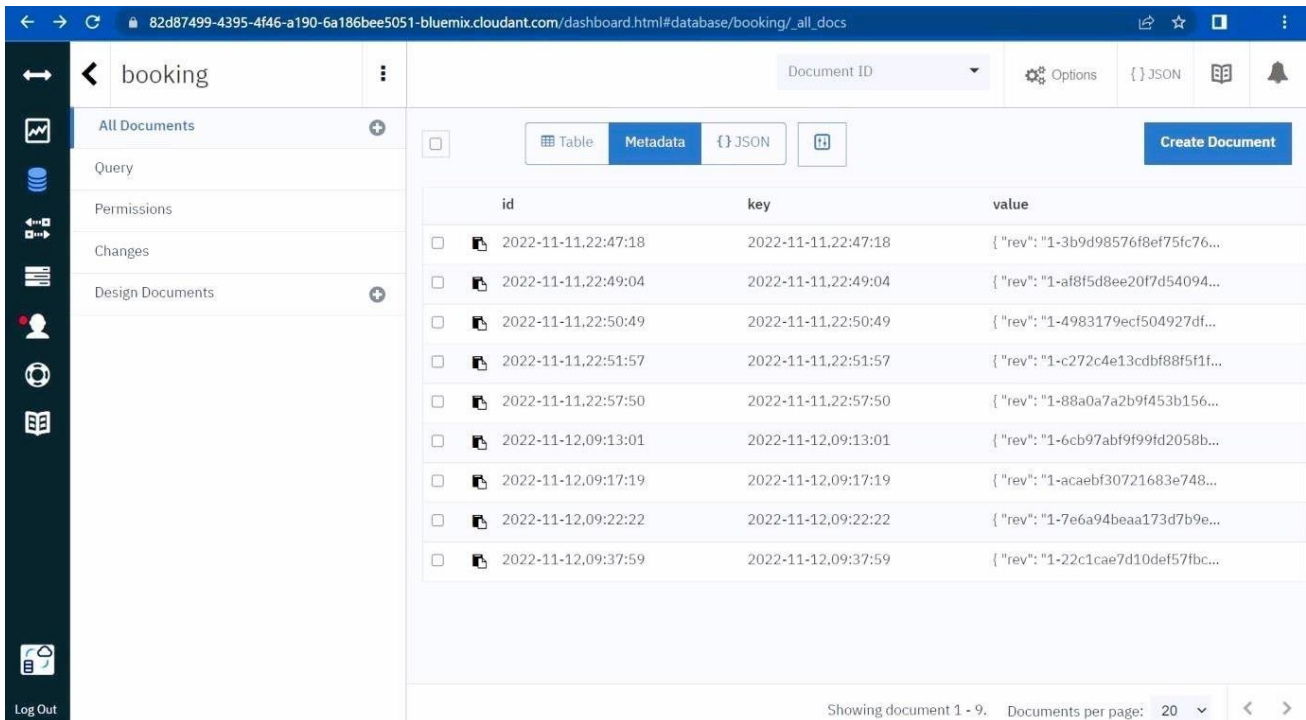 82d87499-4395-4f46-a190-6a186bee5051-bluemix.cloudant.com/dashboard.html#database/booking/_all_docs
booking
Document ID
Options
{ } JSON
All Documents
Query
Permissions
Changes
Design Documents
Table
Metadata
{ } JSON
Create Document
id key value
2022-11-11,22:47:18 2022-11-11,22:47:18 { "rev": "1-3b9d98576f8ef75fc76...
2022-11-11,22:49:04 2022-11-11,22:49:04 { "rev": "1-af8f5d8ee20f7d54094...
2022-11-11,22:50:49 2022-11-11,22:50:49 { "rev": "1-4983179ecf504927df...
2022-11-11,22:51:57 2022-11-11,22:51:57 { "rev": "1-c272c4e13cdbf88f5f1f...
2022-11-11,22:57:50 2022-11-11,22:57:50 { "rev": "1-88a0a7a2b9f453b156...
2022-11-12,09:13:01 2022-11-12,09:13:01 { "rev": "1-6cb97abf9f99fd2058b...
2022-11-12,09:17:19 2022-11-12,09:17:19 { "rev": "1-acaebf30721683e748...
2022-11-12,09:22:22 2022-11-12,09:22:22 { "rev": "1-7e6a94beaa173d7b9e...
2022-11-12,09:37:59 2022-11-12,09:37:59 { "rev": "1-22c1cae7d10def57fbc...
Log Out
Showing document 1 - 9. Documents per page: 20